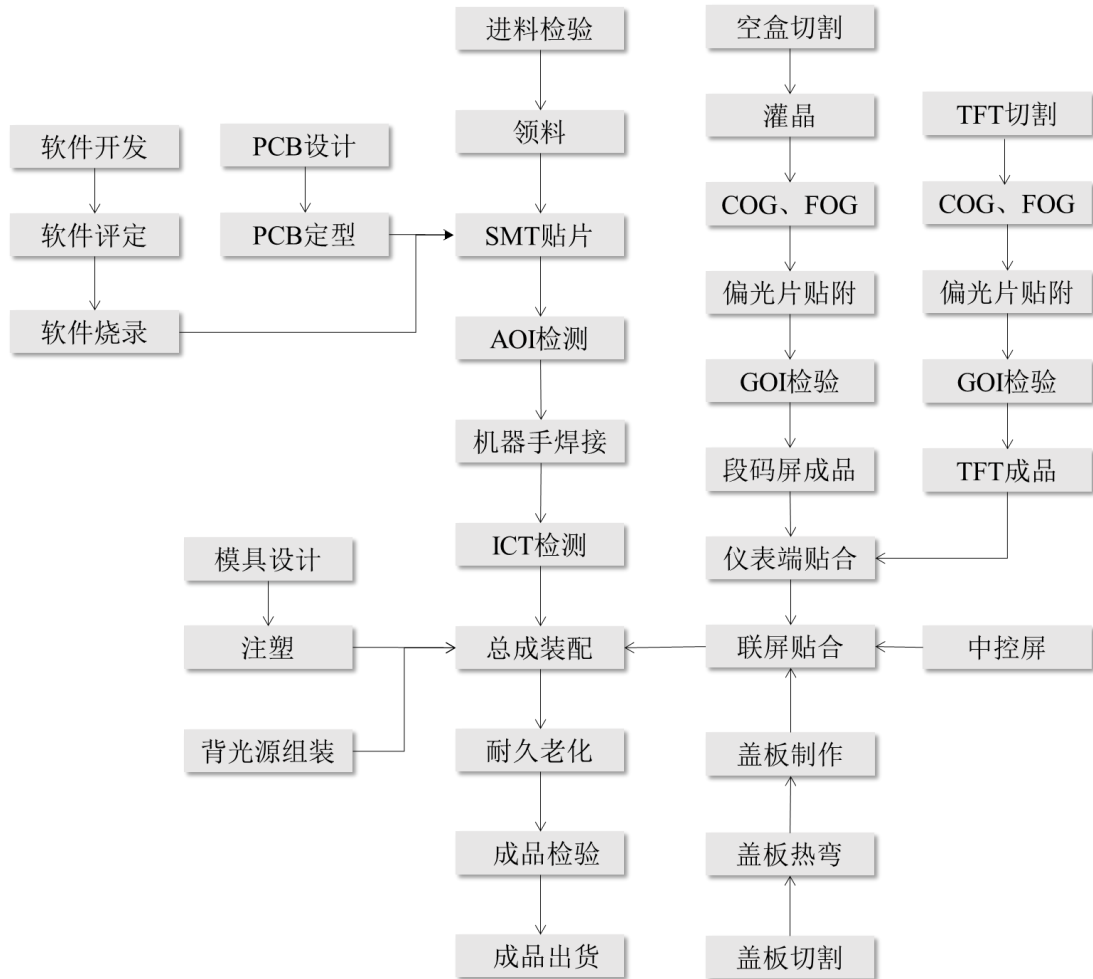 进料检验
空盒切割
领料
灌晶
TFT切割
软件开发
PCB设计
COG、FOG
COG、FOG
软件评定
PCB定型
SMT贴片
偏光片贴附
偏光片贴附
软件烧录
AOI检测
GOI检验
GOI检验
机器手焊接
段码屏成品
TFT成品
ICT检测
模具设计
仪表端贴合
注塑
总成装配
联屏贴合
中控屏
背光源组装
耐久老化
盖板制作
成品检验
盖板热弯
成品出货
盖板切割